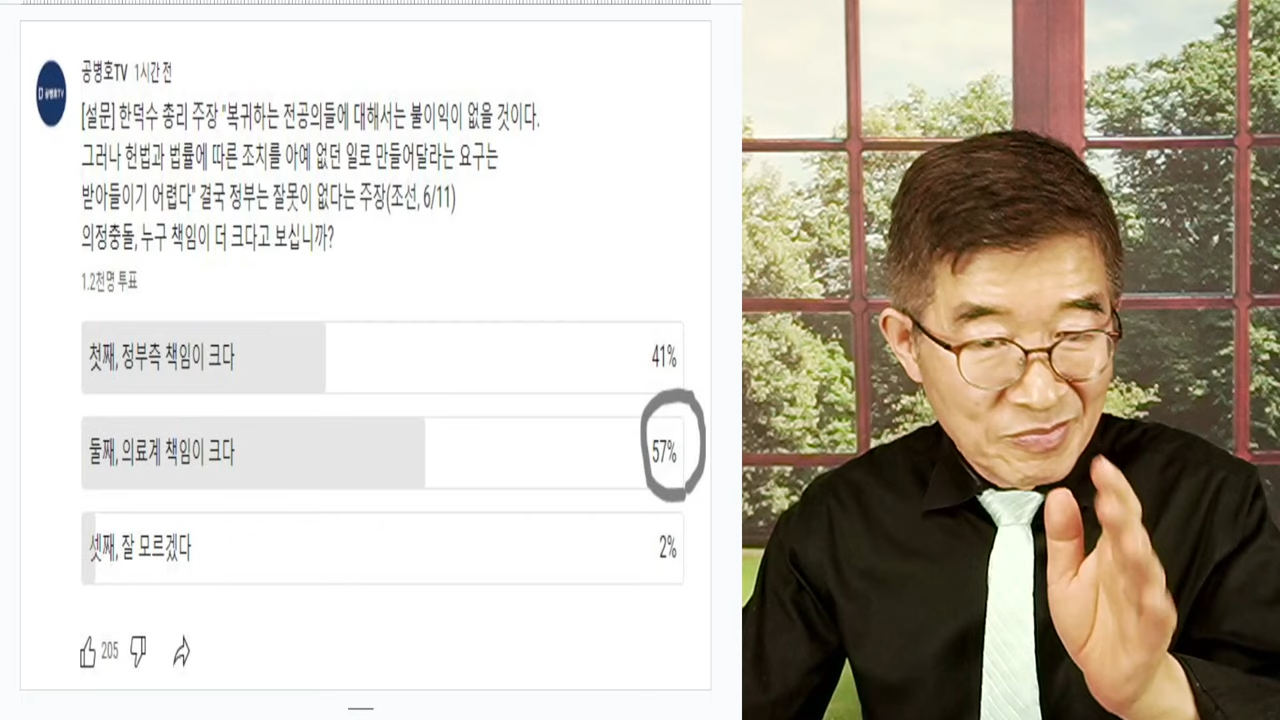 공병호TV
공병호TV 1시간 전
[설문] 한덕수 총리 주장 "복귀하는 전공의들에 대해서는 불이익이 없을 것이다.
그러나 헌법과 법률에 따른 조치를 아예 없던 일로 만들어달라는 요구는
받아들이기 어렵다" 결국 정부는 잘못이 없다는 주장(조선, 6/11)
의정충돌, 누구 책임이 더 크다고 보십니까?
1.2천명 투표
첫째, 정부측 책임이 크다 41%
둘째, 의료계 책임이 크다 57%
셋째, 잘 모르겠다 2%
205